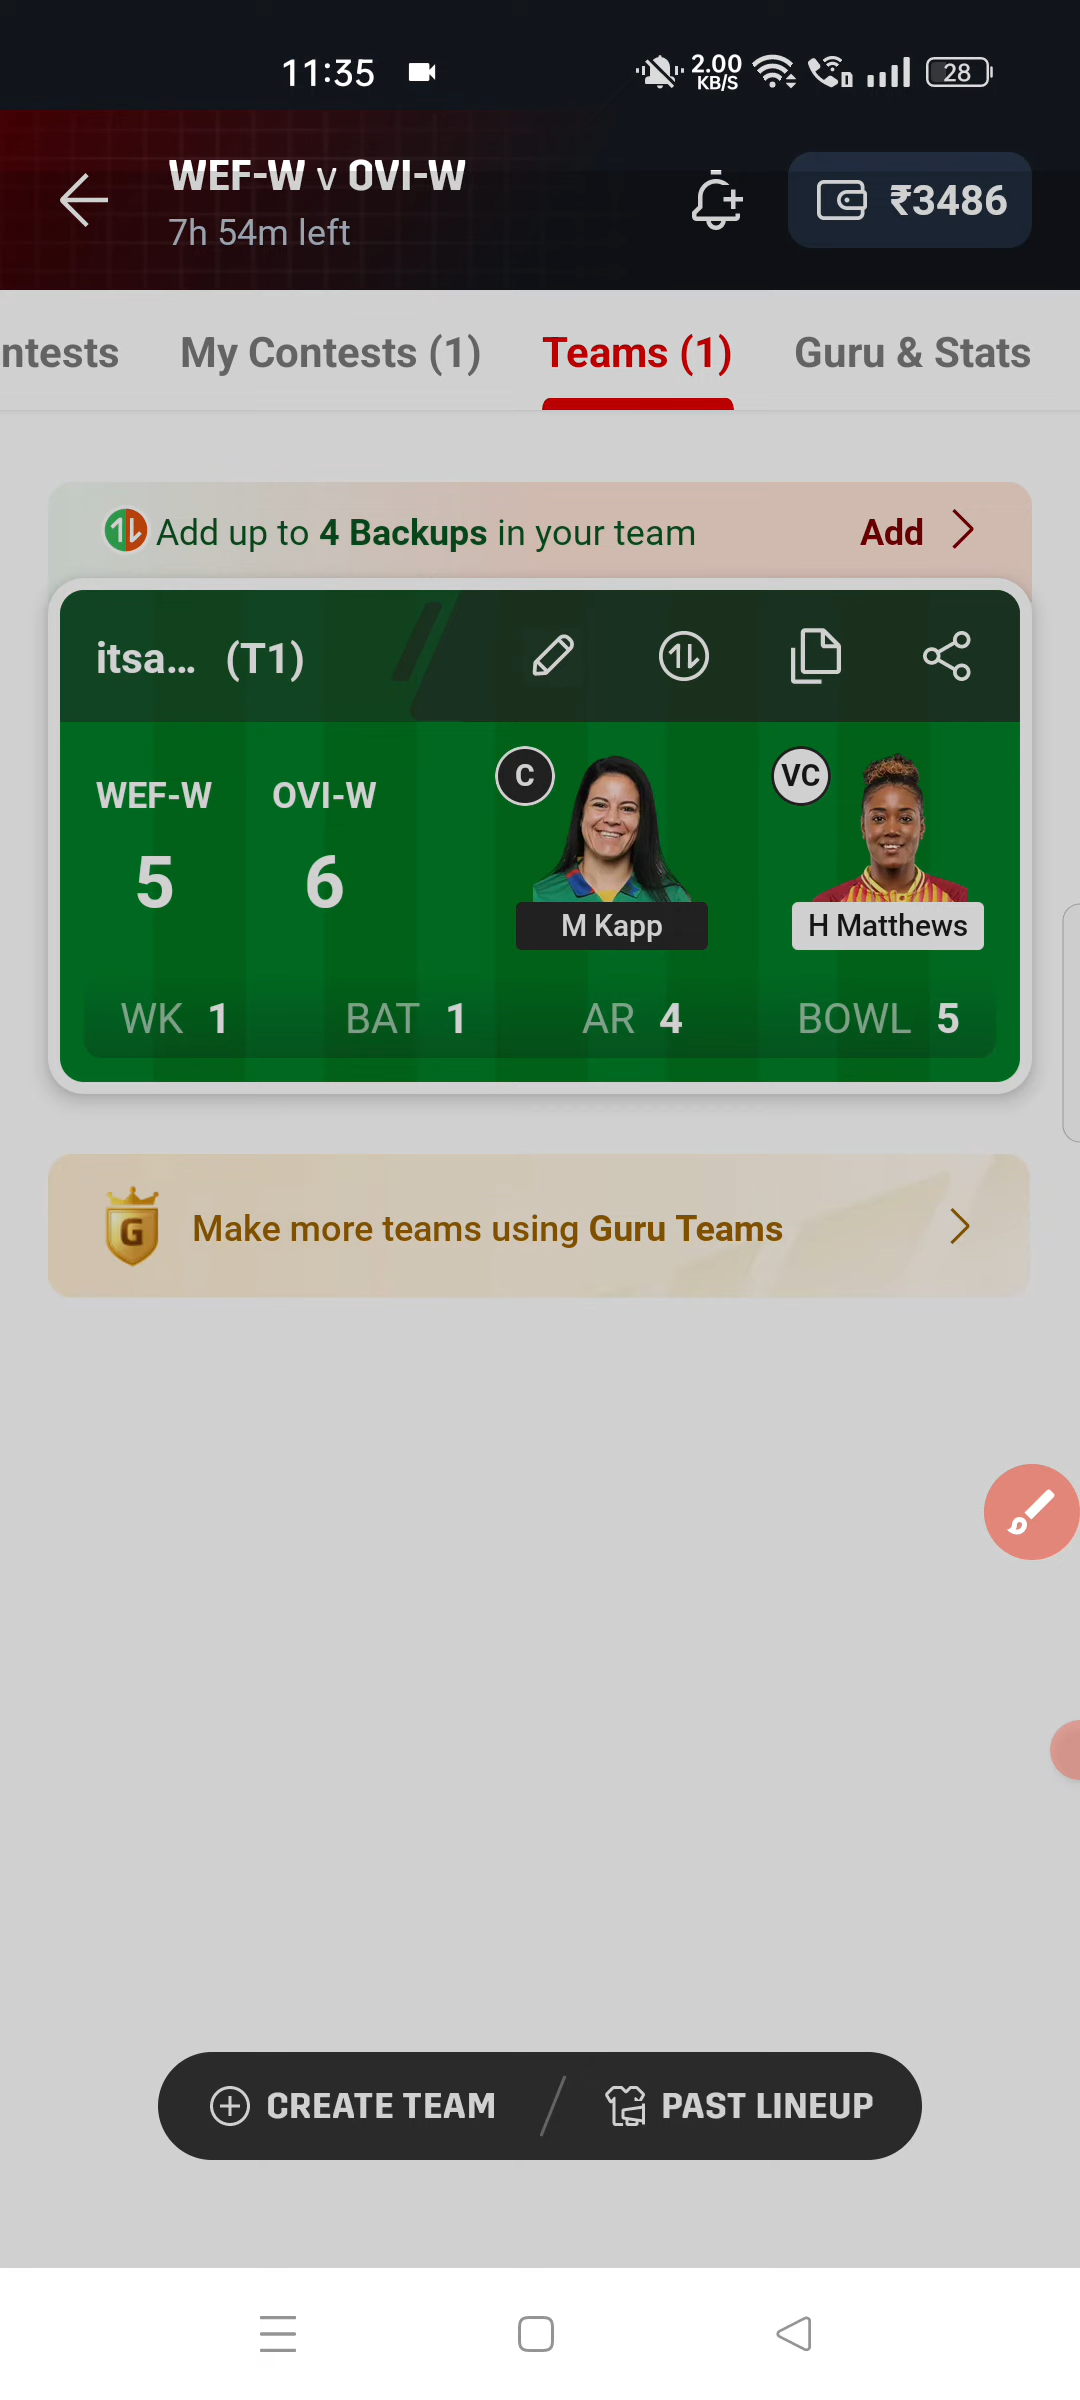 11:35
2.00
KB/S
28
WEF-W v OVI-W
7h 54m left
₹3486
ntests
My Contests (1)
Teams (1)
Guru & Stats
Add up to 4 Backups in your team
Add
itsa... (T1)
WEF-W
OVI-W
5
6
C
VC
M Kapp
H Matthews
WK 1
BAT 1
AR 4
BOWL 5
G
Make more teams using Guru Teams
CREATE TEAM
PAST LINEUP